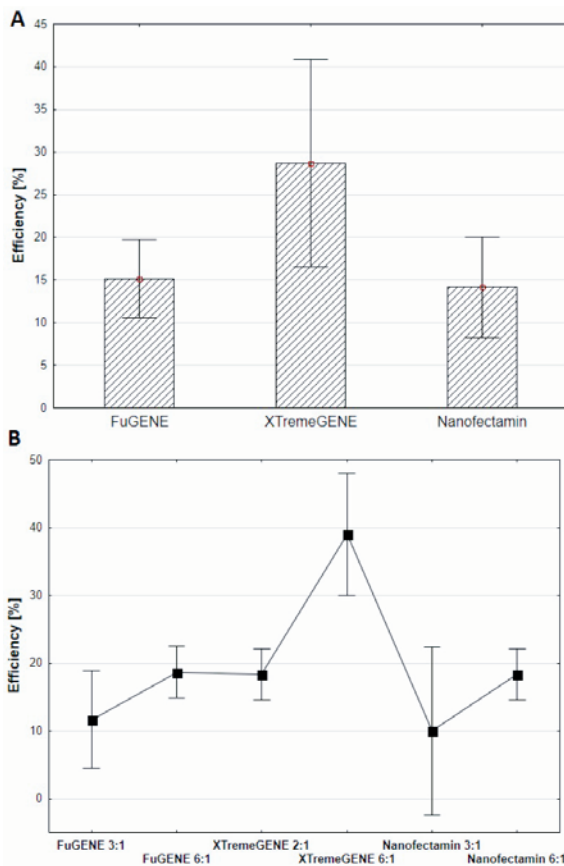 A
45
40
35
30
25
20
15
10
5
0
Efficiency [%]
FuGENE XTremeGENE Nanofectamin
B
50
40
30
20
10
0
Efficiency [%]
FuGENE 3:1 XTremeGENE 2:1 Nanofectamin 3:1
FuGENE 6:1 XTremeGENE 6:1 Nanofectamin 6:1